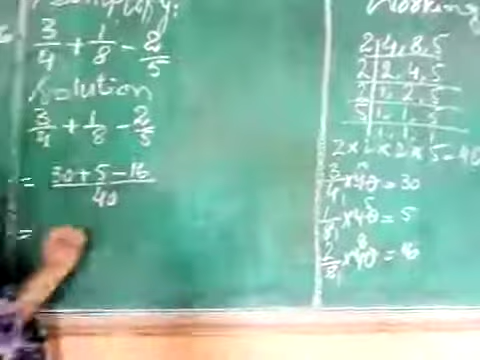 Simplify:
3/4 + 1/8 - 2/5
Solution
3/4 + 1/8 - 2/5
= 30 + 5 - 16 / 40
=
Working
2 | 4, 8, 5
2 | 2, 4, 5
2 | 1, 2, 5
5 | 1, 1, 5
1, 1, 1
2 × 2 × 2 × 5 = 40
3/4 × 40 = 30
1/8 × 40 = 5
2/8 × 40 = 16